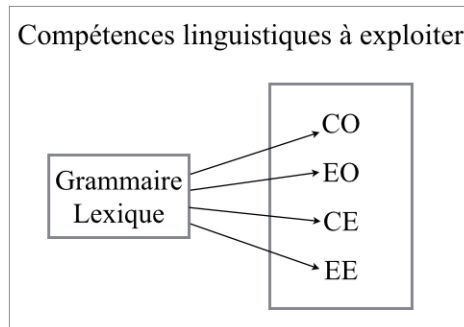 Compétences linguistiques à exploiter
Grammaire
Lexique
CO
EO
CE
EE